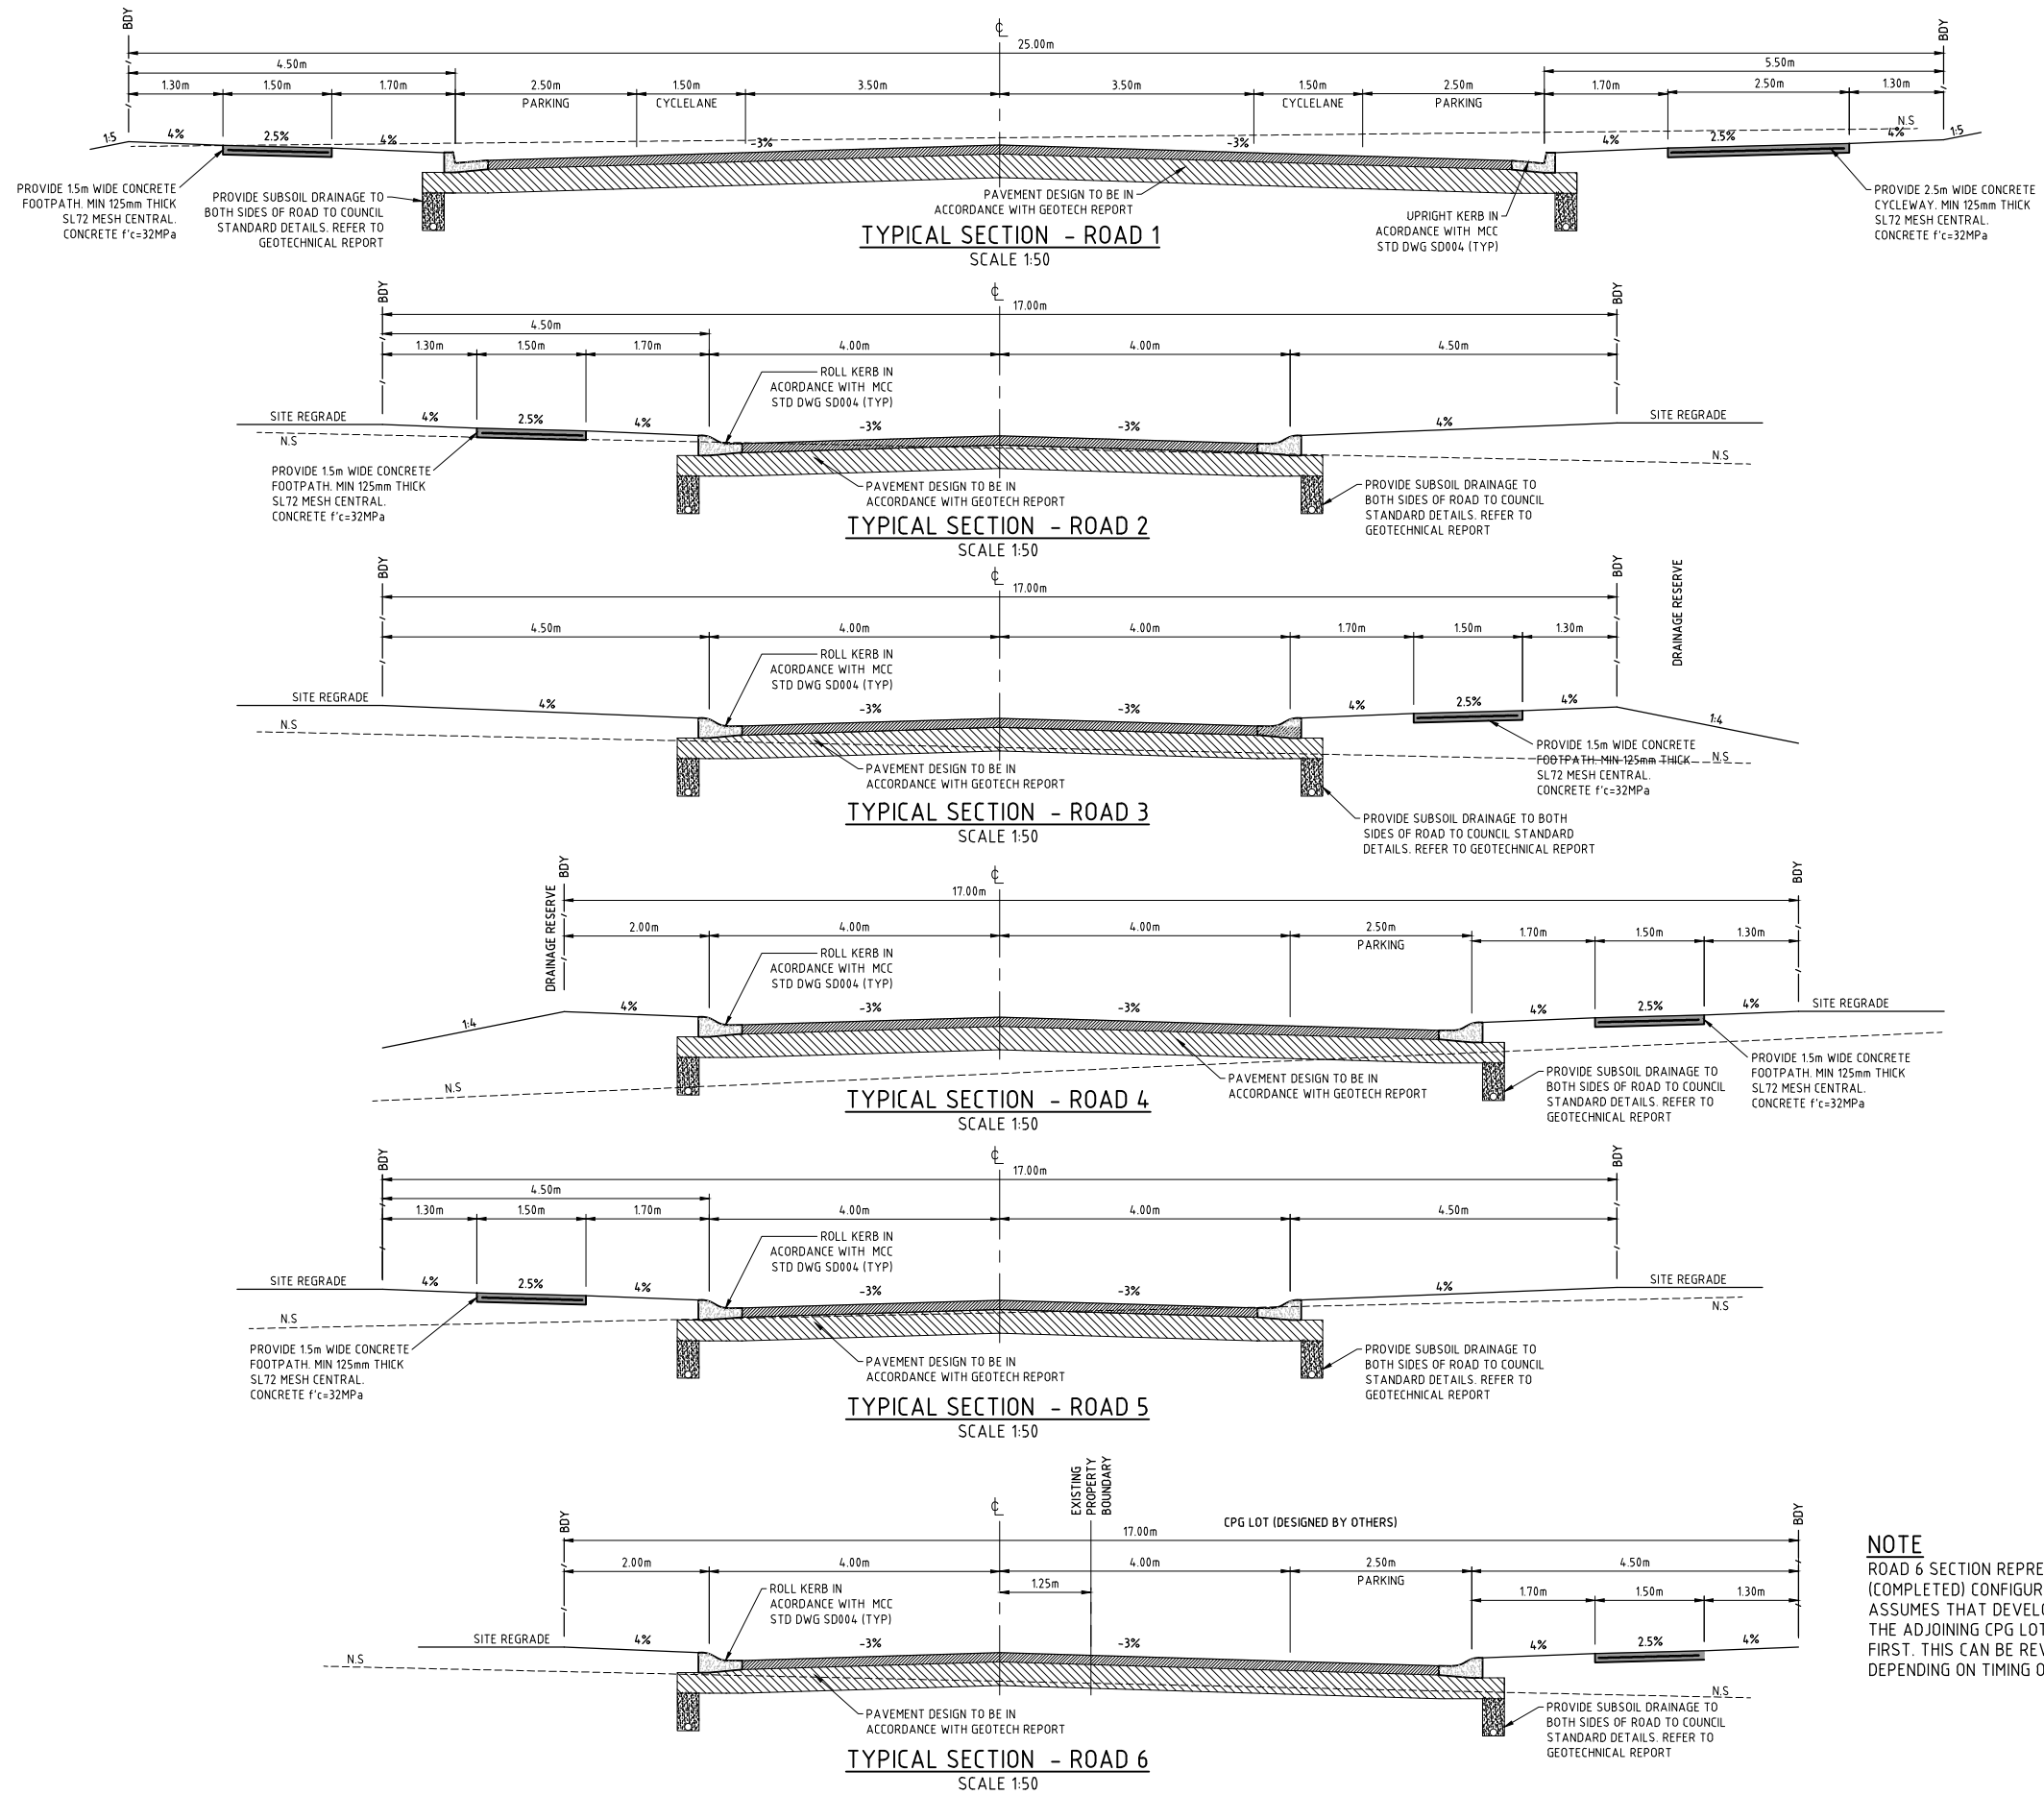 BDY
℄
BDY
25.00m
4.50m
5.50m
1.30m 1.50m 1.70m 2.50m 1.50m 3.50m 3.50m 1.50m 2.50m 1.70m 2.50m 1.30m
PARKING CYCLELANE CYCLELANE PARKING
N.S
1:5 4% 2.5% 4% -3% -3% 4% 2.5% 4% 1:5
PROVIDE 1.5m WIDE CONCRETE
FOOTPATH. MIN 125mm THICK
SL72 MESH CENTRAL.
CONCRETE f'c=32MPa
PROVIDE SUBSOIL DRAINAGE TO
BOTH SIDES OF ROAD TO COUNCIL
STANDARD DETAILS. REFER TO
GEOTECHNICAL REPORT
PAVEMENT DESIGN TO BE IN
ACCORDANCE WITH GEOTECH REPORT
UPRIGHT KERB IN
ACORDANCE WITH MCC
STD DWG SD004 (TYP)
PROVIDE 2.5m WIDE CONCRETE
CYCLEWAY. MIN 125mm THICK
SL72 MESH CENTRAL.
CONCRETE f'c=32MPa
TYPICAL SECTION - ROAD 1
SCALE 1:50
BDY
℄
BDY
17.00m
4.50m
1.30m 1.50m 1.70m 4.00m 4.00m 4.50m
ROLL KERB IN
ACORDANCE WITH MCC
STD DWG SD004 (TYP)
SITE REGRADE 4% 2.5% 4% -3% -3% 4% SITE REGRADE
N.S
N.S
PROVIDE 1.5m WIDE CONCRETE
FOOTPATH. MIN 125mm THICK
SL72 MESH CENTRAL.
CONCRETE f'c=32MPa
PAVEMENT DESIGN TO BE IN
ACCORDANCE WITH GEOTECH REPORT
PROVIDE SUBSOIL DRAINAGE TO
BOTH SIDES OF ROAD TO COUNCIL
STANDARD DETAILS. REFER TO
GEOTECHNICAL REPORT
TYPICAL SECTION - ROAD 2
SCALE 1:50
BDY
℄
BDY
DRAINAGE RESERVE
17.00m
4.50m 4.00m 4.00m 1.70m 1.50m 1.30m
ROLL KERB IN
ACORDANCE WITH MCC
STD DWG SD004 (TYP)
SITE REGRADE 4% -3% -3% 4% 2.5% 4% 1:4
N.S
N.S
PAVEMENT DESIGN TO BE IN
ACCORDANCE WITH GEOTECH REPORT
PROVIDE 1.5m WIDE CONCRETE
FOOTPATH. MIN 125mm THICK
SL72 MESH CENTRAL.
CONCRETE f'c=32MPa
PROVIDE SUBSOIL DRAINAGE TO BOTH
SIDES OF ROAD TO COUNCIL STANDARD
DETAILS. REFER TO GEOTECHNICAL REPORT
TYPICAL SECTION - ROAD 3
SCALE 1:50
DRAINAGE RESERVE
BDY
℄
BDY
17.00m
2.00m 4.00m 4.00m 2.50m 1.70m 1.50m 1.30m
PARKING
ROLL KERB IN
ACORDANCE WITH MCC
STD DWG SD004 (TYP)
1:4 4% -3% -3% 4% 2.5% 4% SITE REGRADE
N.S
PAVEMENT DESIGN TO BE IN
ACCORDANCE WITH GEOTECH REPORT
PROVIDE SUBSOIL DRAINAGE TO
BOTH SIDES OF ROAD TO COUNCIL
STANDARD DETAILS. REFER TO
GEOTECHNICAL REPORT
PROVIDE 1.5m WIDE CONCRETE
FOOTPATH. MIN 125mm THICK
SL72 MESH CENTRAL.
CONCRETE f'c=32MPa
TYPICAL SECTION - ROAD 4
SCALE 1:50
BDY
℄
BDY
17.00m
4.50m
1.30m 1.50m 1.70m 4.00m 4.00m 4.50m
ROLL KERB IN
ACORDANCE WITH MCC
STD DWG SD004 (TYP)
SITE REGRADE 4% 2.5% 4% -3% -3% 4% SITE REGRADE
N.S
N.S
PROVIDE 1.5m WIDE CONCRETE
FOOTPATH. MIN 125mm THICK
SL72 MESH CENTRAL.
CONCRETE f'c=32MPa
PAVEMENT DESIGN TO BE IN
ACCORDANCE WITH GEOTECH REPORT
PROVIDE SUBSOIL DRAINAGE TO
BOTH SIDES OF ROAD TO COUNCIL
STANDARD DETAILS. REFER TO
GEOTECHNICAL REPORT
TYPICAL SECTION - ROAD 5
SCALE 1:50
BDY
℄
EXISTING
PROPERTY
BOUNDARY
BDY
CPG LOT (DESIGNED BY OTHERS)
17.00m
2.00m 4.00m 4.00m 2.50m 4.50m
PARKING
1.25m
1.70m 1.50m 1.30m
ROLL KERB IN
ACORDANCE WITH MCC
STD DWG SD004 (TYP)
SITE REGRADE 4% -3% -3% 4% 2.5% 4%
N.S
N.S
PAVEMENT DESIGN TO BE IN
ACCORDANCE WITH GEOTECH REPORT
PROVIDE SUBSOIL DRAINAGE TO
BOTH SIDES OF ROAD TO COUNCIL
STANDARD DETAILS. REFER TO
GEOTECHNICAL REPORT
TYPICAL SECTION - ROAD 6
SCALE 1:50
NOTE
ROAD 6 SECTION REPRE
(COMPLETED) CONFIGUR
ASSUMES THAT DEVELO
THE ADJOINING CPG LOT
FIRST. THIS CAN BE REV
DEPENDING ON TIMING O